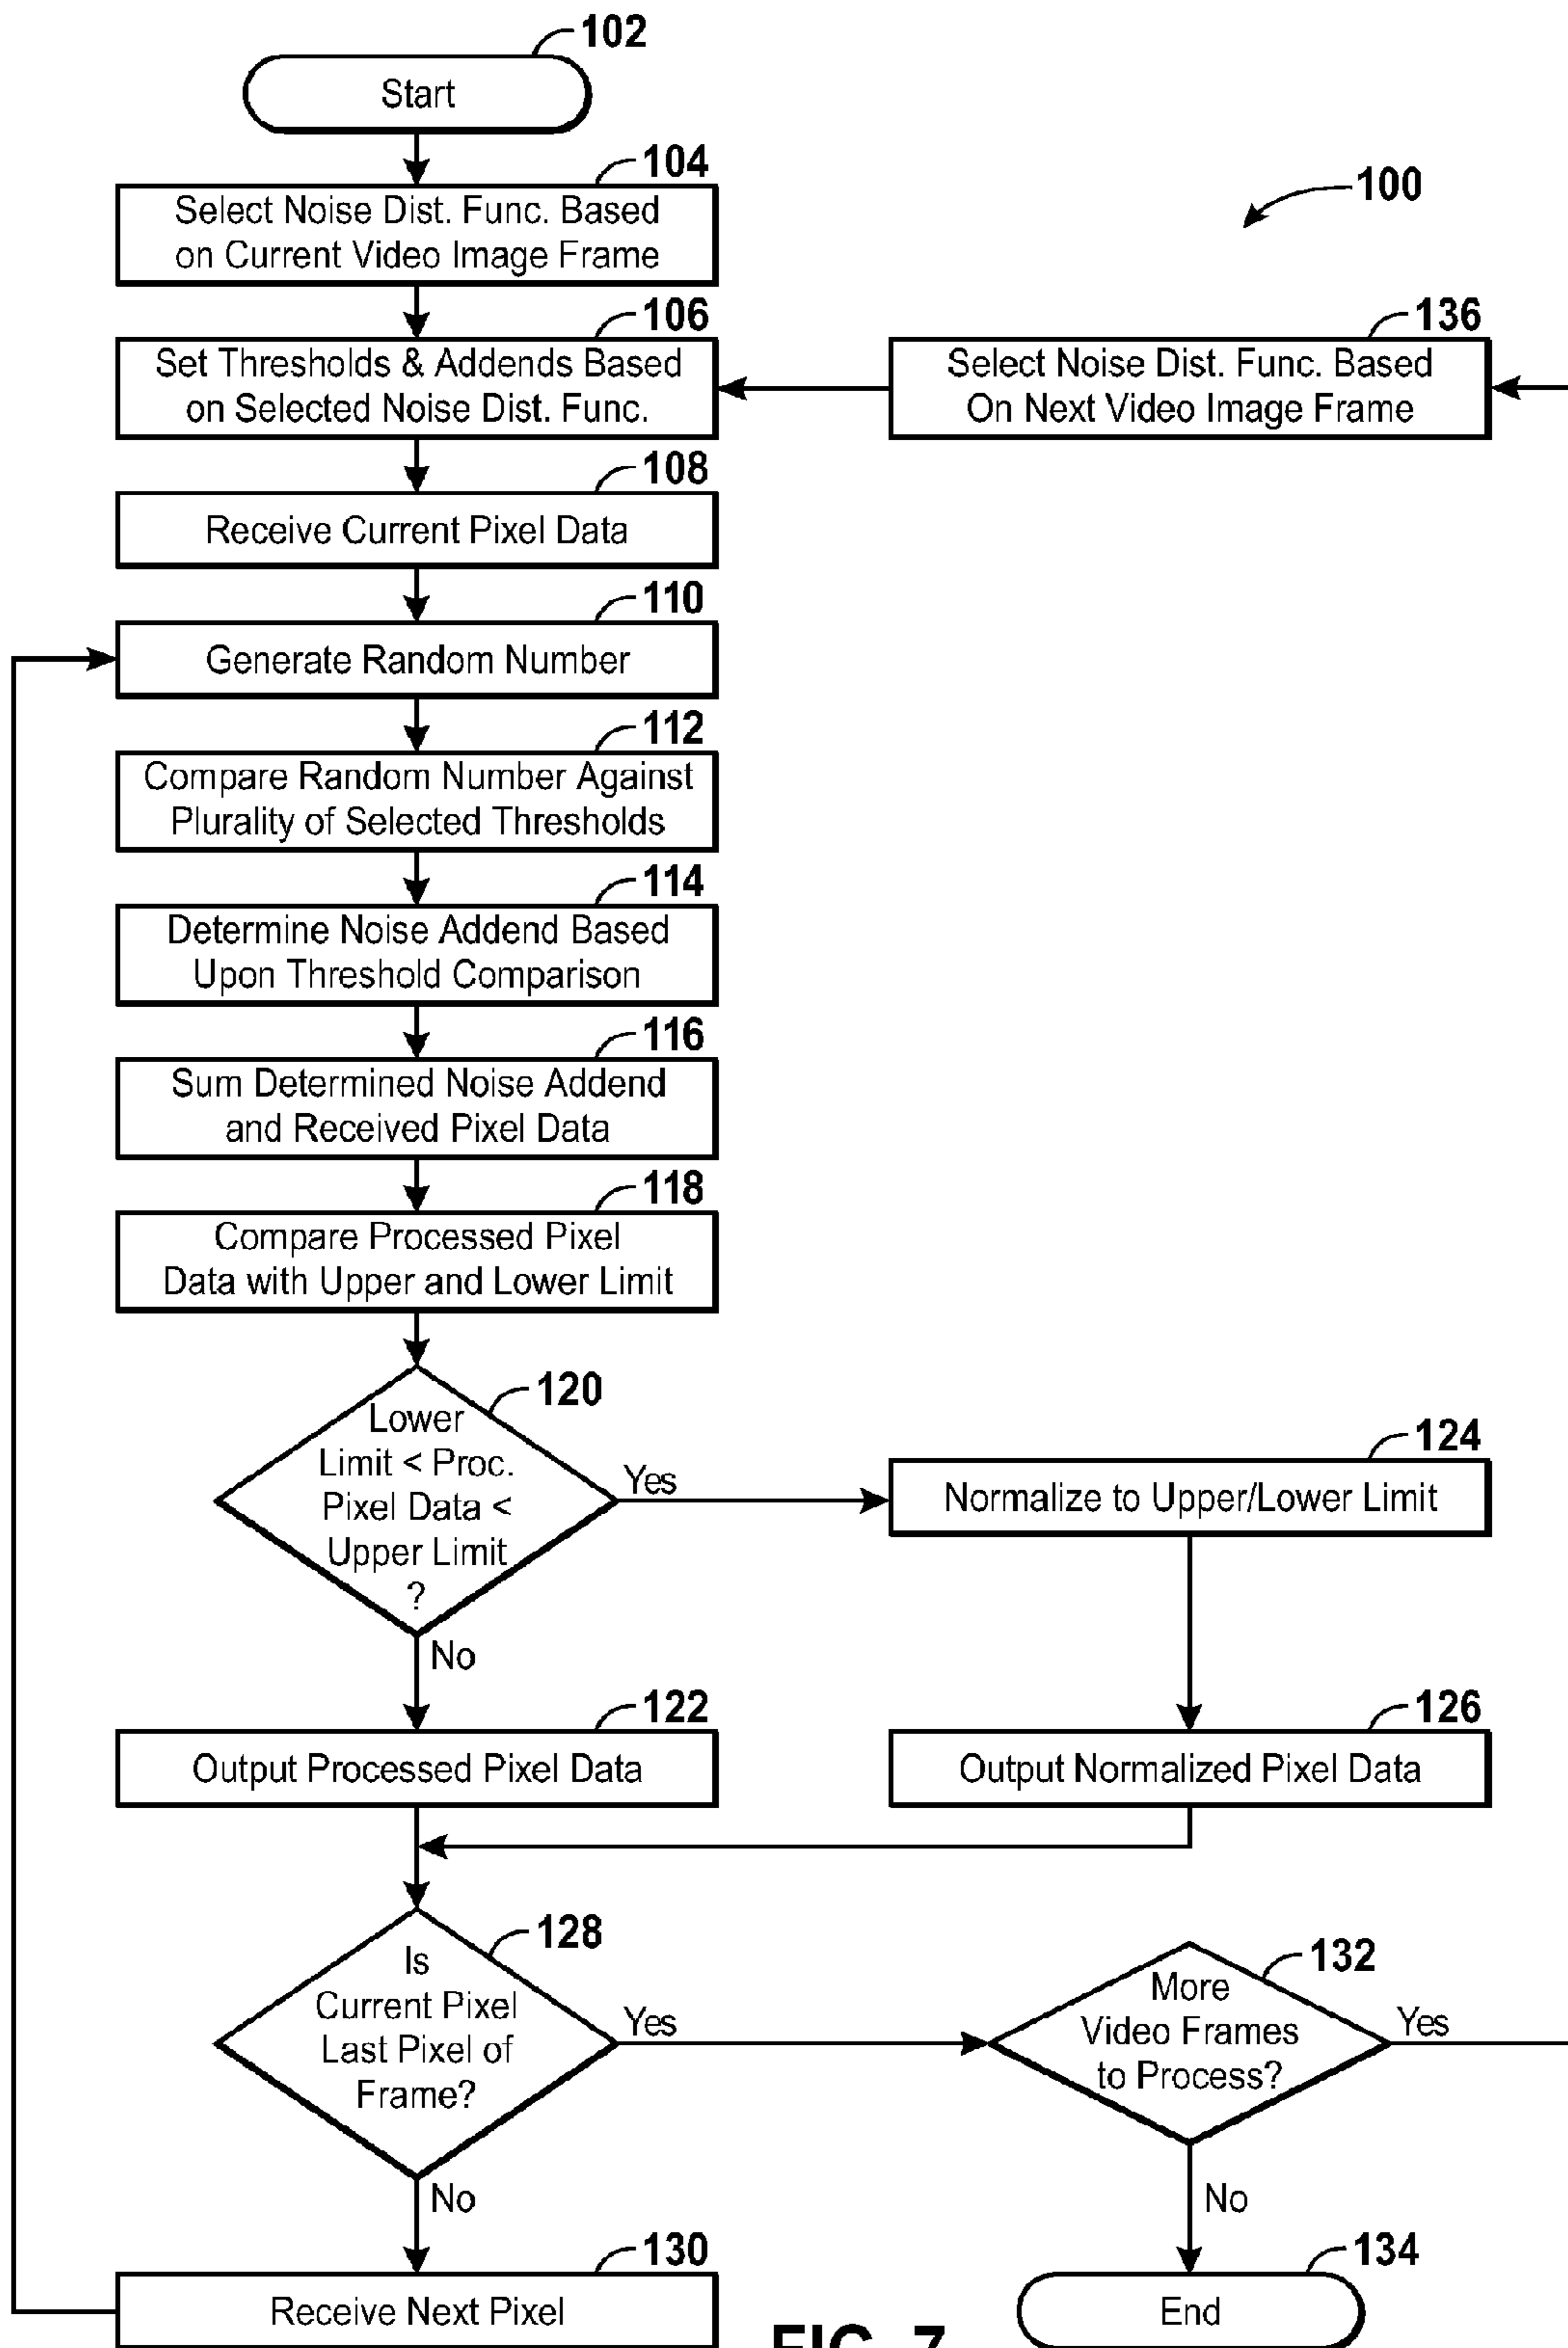 102
Start
104
Select Noise Dist. Func. Based
on Current Video Image Frame
100
106
Set Thresholds & Addends Based
on Selected Noise Dist. Func.
136
Select Noise Dist. Func. Based
On Next Video Image Frame
108
Receive Current Pixel Data
110
Generate Random Number
112
Compare Random Number Against
Plurality of Selected Thresholds
114
Determine Noise Addend Based
Upon Threshold Comparison
116
Sum Determined Noise Addend
and Received Pixel Data
118
Compare Processed Pixel
Data with Upper and Lower Limit
120
Lower
Limit < Proc.
Pixel Data <
Upper Limit
?
Yes
No
124
Normalize to Upper/Lower Limit
122
Output Processed Pixel Data
126
Output Normalized Pixel Data
128
Is
Current Pixel
Last Pixel of
Frame?
Yes
No
132
More
Video Frames
to Process?
Yes
No
130
Receive Next Pixel
134
End
FIG. 7